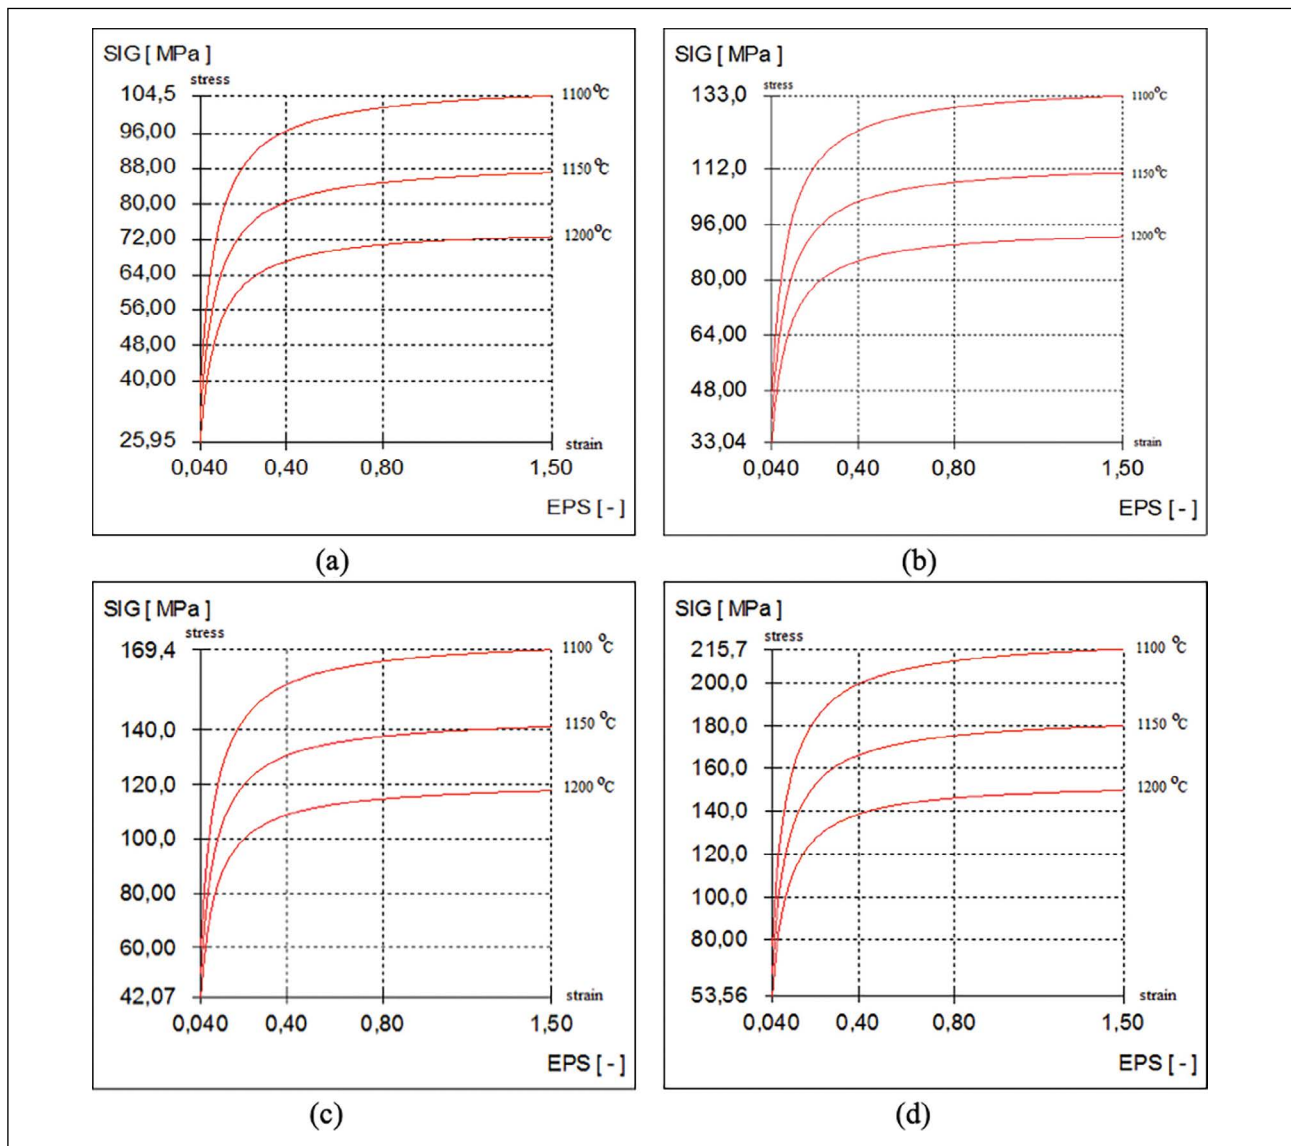 SIG [ MPa ]
stress
104,5
96,00
88,00
80,00
72,00
64,00
56,00
48,00
40,00
25,95
1100°C
1150°C
1200°C
strain
0,040 0,40 0,80 1,50
EPS [ - ]
(a)
SIG [ MPa ]
stress
133,0
112,0
96,00
80,00
64,00
48,00
33,04
1100°C
1150°C
1200°C
strain
0,040 0,40 0,80 1,50
EPS [ - ]
(b)
SIG [ MPa ]
stress
169,4
140,0
120,0
100,0
80,00
60,00
42,07
1100 °C
1150 °C
1200 °C
strain
0,040 0,40 0,80 1,50
EPS [ - ]
(c)
SIG [ MPa ]
stress
215,7
200,0
180,0
160,0
140,0
120,0
100,0
80,00
53,56
1100 °C
1150 °C
1200 °C
strain
0,040 0,40 0,80 1,50
EPS [ - ]
(d)